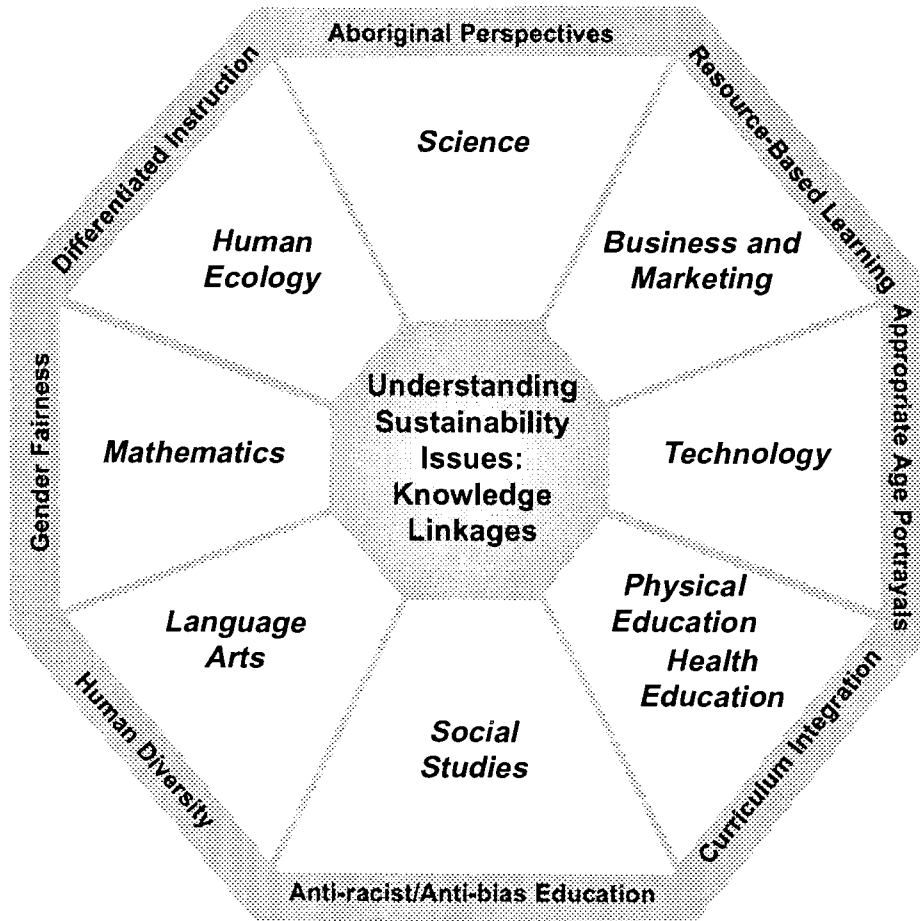 Aboriginal Perspectives
Resource-Based Learning
Differentiated Instruction
Science
Human
Ecology
Business and
Marketing
Appropriate Age Portrayals
Gender Fairness
Understanding
Sustainability
Issues:
Knowledge
Linkages
Mathematics
Technology
Language
Arts
Physical
Education
Health
Education
Social
Studies
Human Diversity
Curriculum Integration
Anti-racist/Anti-bias Education